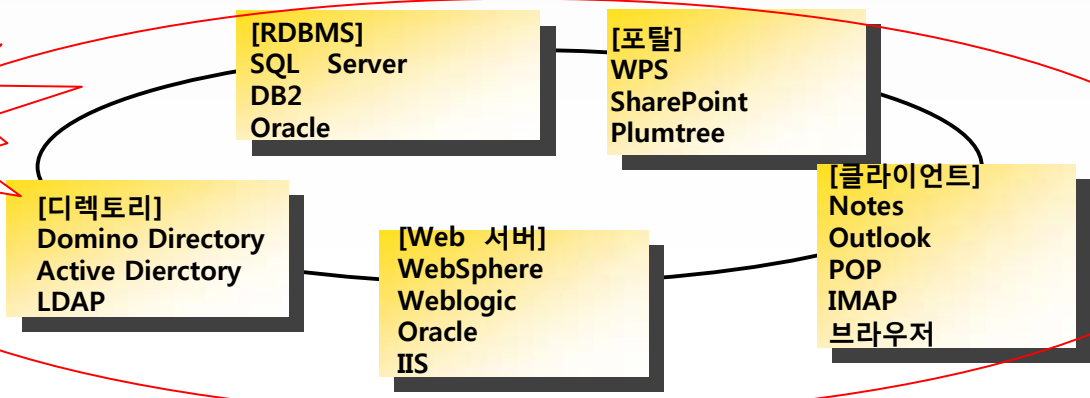 [RDBMS]
SQL Server
DB2
Oracle
[포탈]
WPS
SharePoint
Plumtree
[디렉토리]
Domino Directory
Active Dierctory
LDAP
[Web 서버]
WebSphere
Weblogic
Oracle
IIS
[클라이언트]
Notes
Outlook
POP
IMAP
브라우저